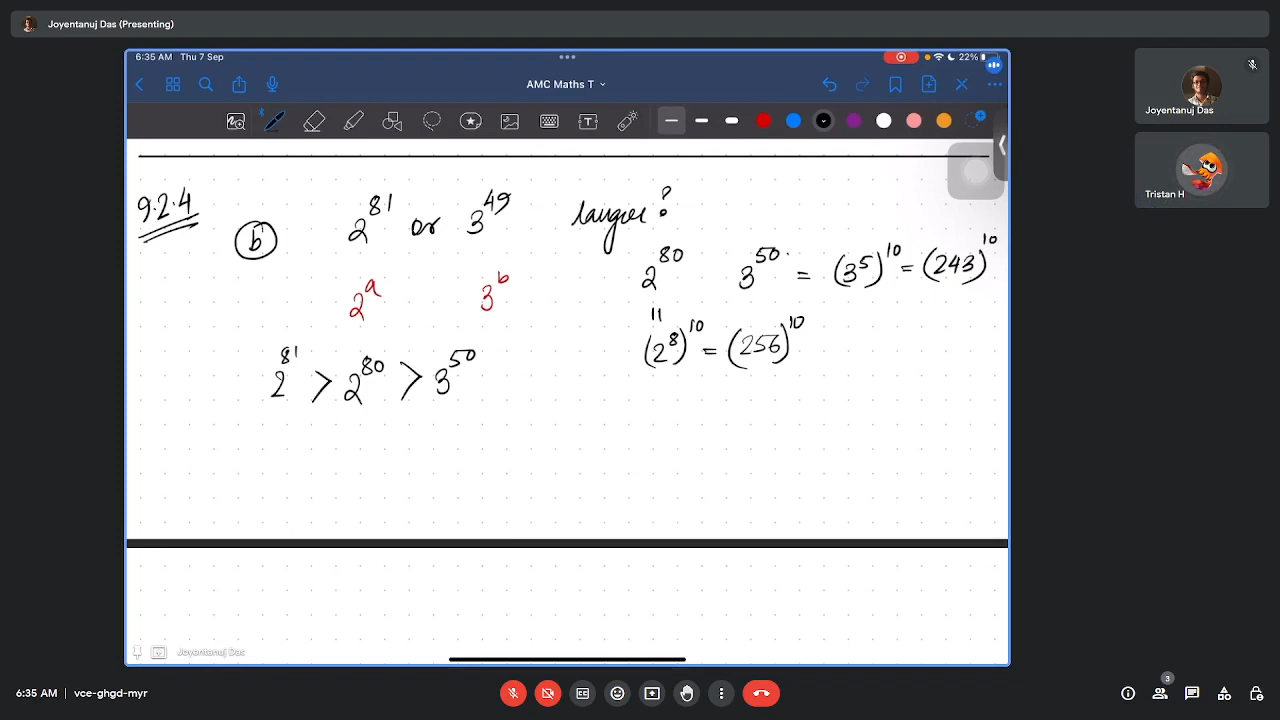 Joyentanuj Das (Presenting)
6:35 AM Thu 7 Sep
22%
AMC Maths T
9.2.4
b 2^81 or 3^49 larger?
2^80 3^50 = (3^5)^10 = (243)^10
2^a 3^b
(2^8)^10 = (256)^10
2^81 > 2^80 > 3^50
Joyentanuj Das
Joyentanuj Das
Tristan H
6:35 AM | vce-ghgd-myr
3